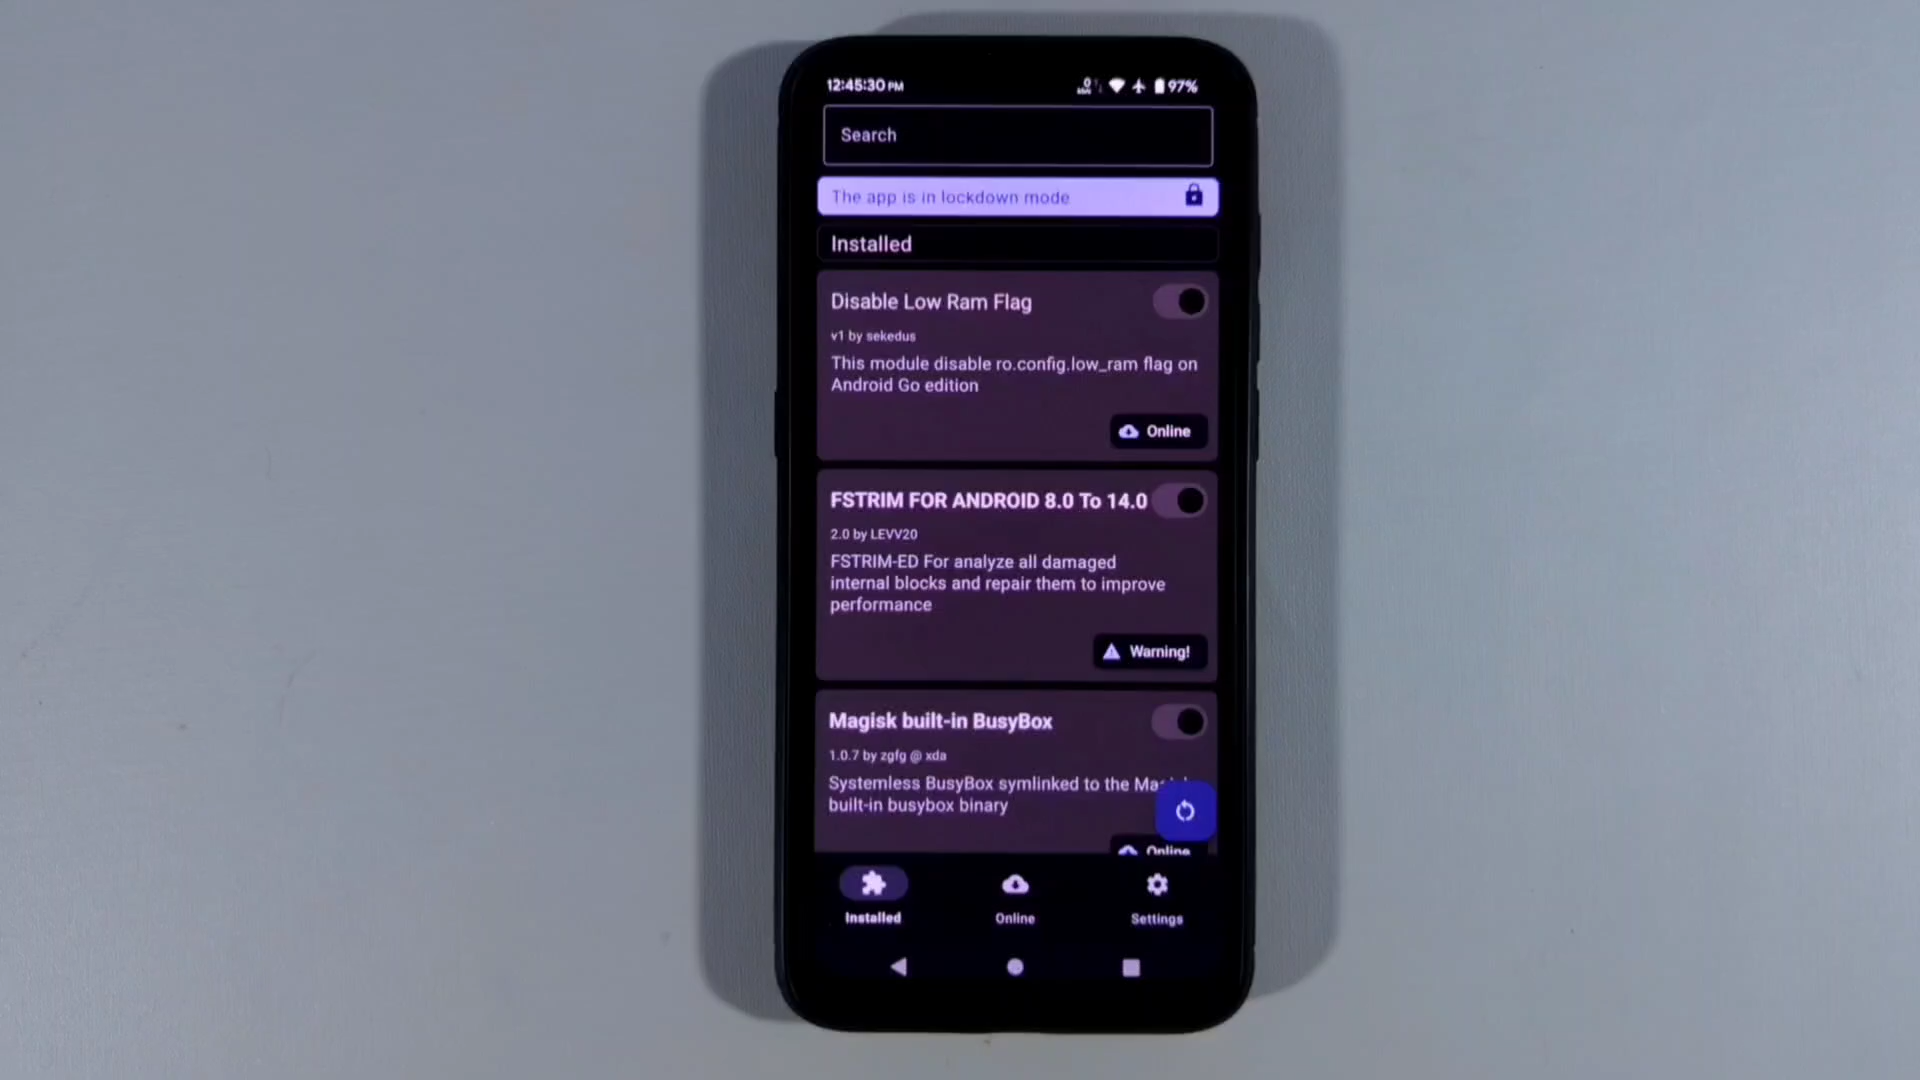 12:45:30 PM
0
97%
Search
The app is in lockdown mode
Installed
Disable Low Ram Flag
v1 by sekedus
This module disable ro.config.low_ram flag on
Android Go edition
Online
FSTRIM FOR ANDROID 8.0 To 14.0
2.0 by LEVV20
FSTRIM-ED For analyze all damaged
internal blocks and repair them to improve
performance
Warning!
Magisk built-in BusyBox
1.0.7 by zgfg @ xda
Systemless BusyBox symlinked to the
built-in busybox binary
Online
Installed
Online
Settings